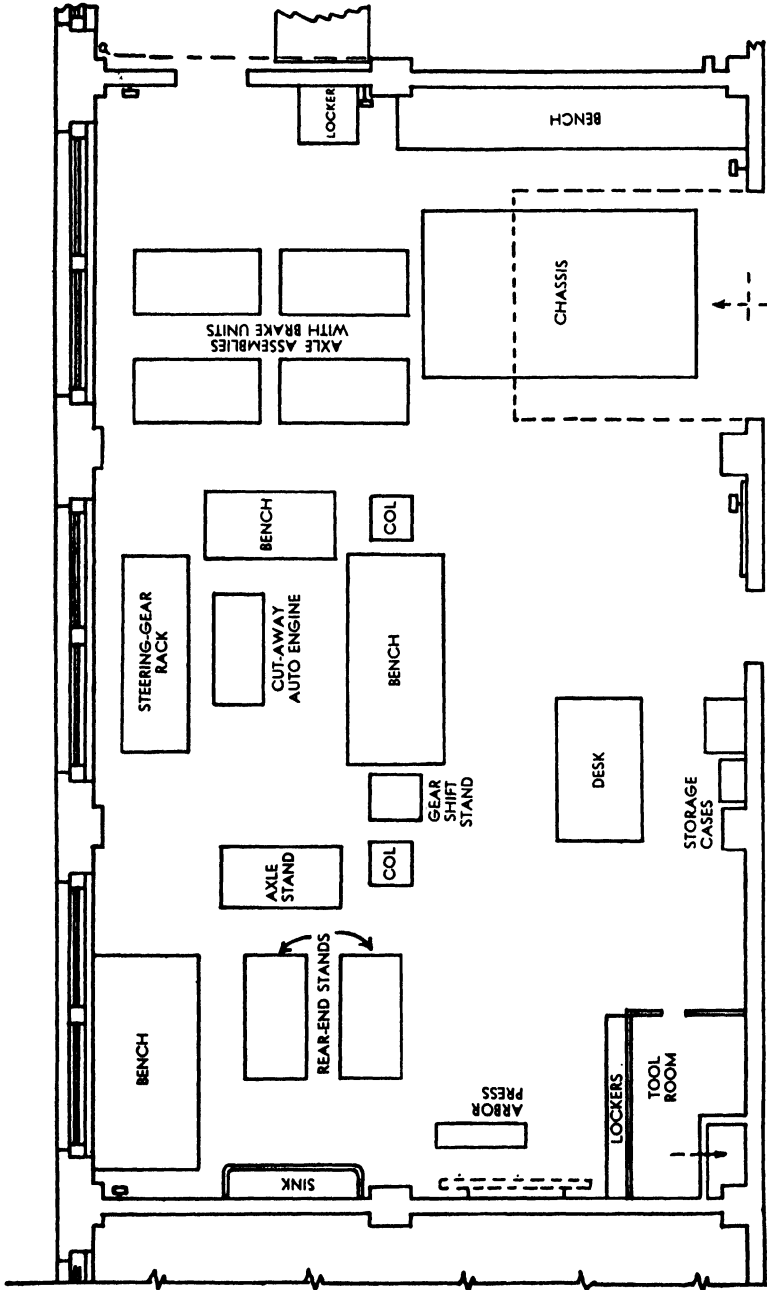 LOCKER
BENCH
AXLE ASSEMBLIES
WITH BRAKE UNITS
CHASSIS
BENCH
COL
STEERING-GEAR
RACK
CUT-AWAY
AUTO ENGINE
BENCH
GEAR
SHIFT
STAND
DESK
STORAGE
CASES
AXLE
STAND
COL
REAR-END STANDS
BENCH
ARBOR
PRESS
LOCKERS
TOOL
ROOM
SINK